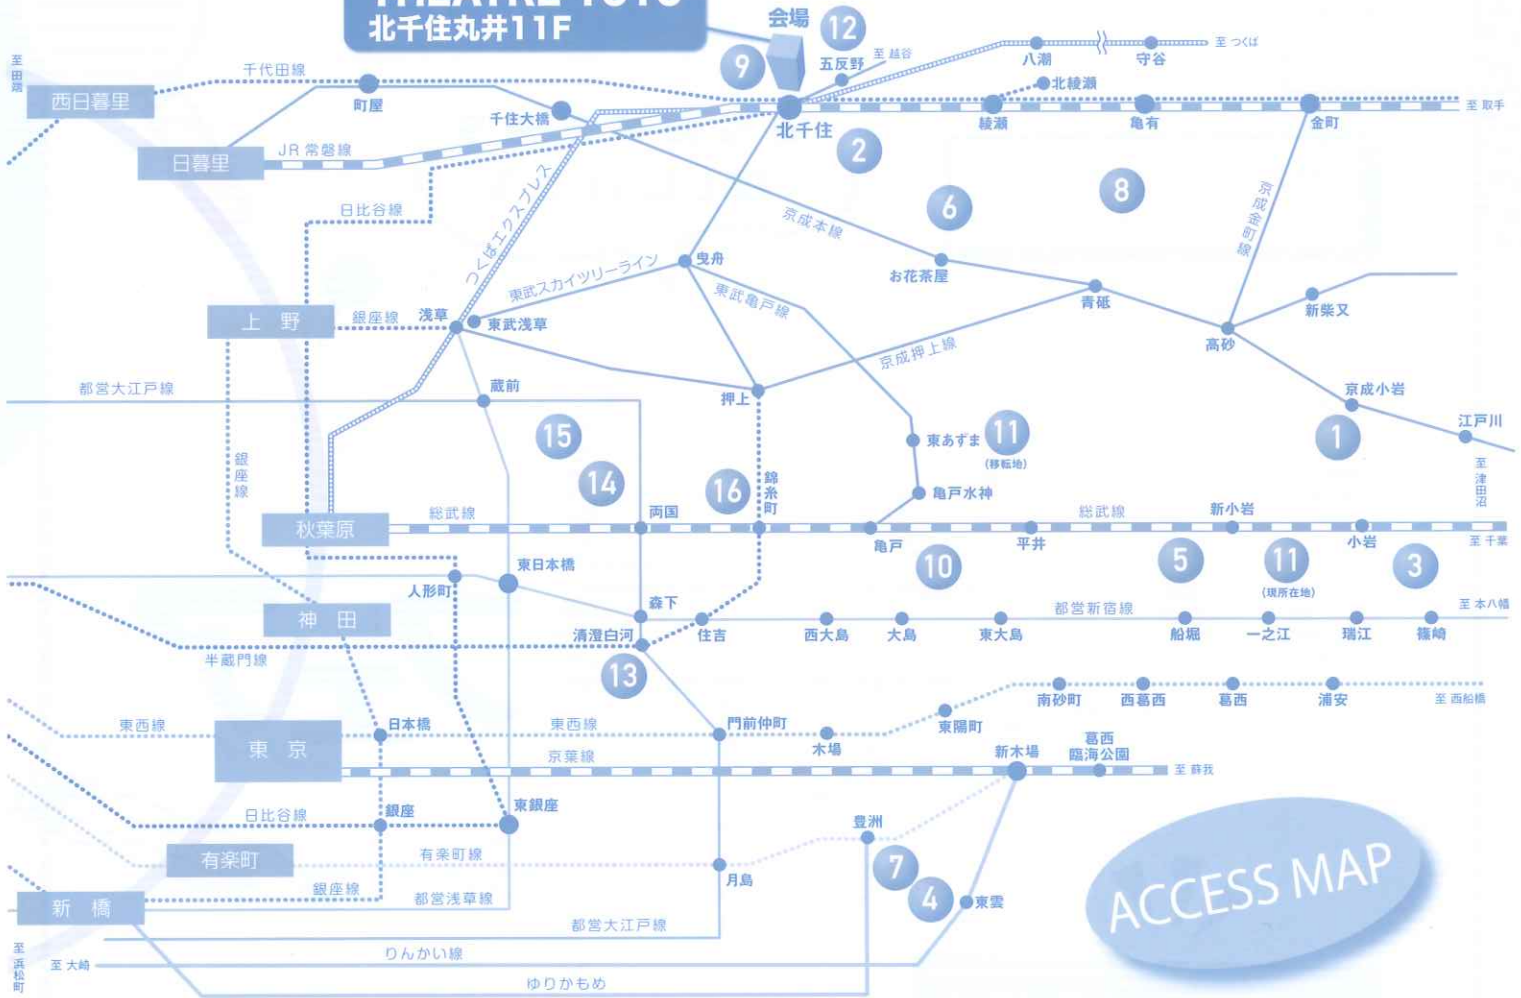 THEATRE 1010
北千住丸井11F
会場
12
至 越谷
至 つくば
至 田端
千代田線
9
五反野
八潮
守谷
西日暮里
町屋
千住大橋
北綾瀬
北千住
綾瀬
亀有
金町
至 取手
日暮里
JR 常磐線
2
つくばエクスプレス
日比谷線
京成本線
6
8
京成金町線
上 野
銀座線
浅草
東武浅草
東武スカイツリーライン
曳舟
東武亀戸線
お花茶屋
青砥
新柴又
高砂
京成押上線
都営大江戸線
蔵前
押上
京成小岩
江戸川
1
至 津田沼
15
14
16
錦糸町
東あずま
11
(移転地)
亀戸水神
銀座線
秋葉原
総武線
両国
亀戸
平井
総武線
新小岩
小岩
至 千葉
東日本橋
人形町
10
5
11
(現所在地)
3
神 田
森下
清澄白河
住吉
西大島
大島
東大島
都営新宿線
船堀
一之江
瑞江
篠崎
至 本八幡
半蔵門線
13
東西線
日本橋
東西線
門前仲町
木場
東陽町
南砂町
西葛西
葛西
浦安
至 西船橋
東 京
京葉線
新木場
葛西
臨海公園
至 蘇我
日比谷線
銀座
東銀座
豊洲
有楽町
有楽町線
月島
7
4
東雲
新 橋
銀座線
都営浅草線
都営大江戸線
至 浜松町
至 大崎
りんかい線
ゆりかもめ
ACCESS MAP